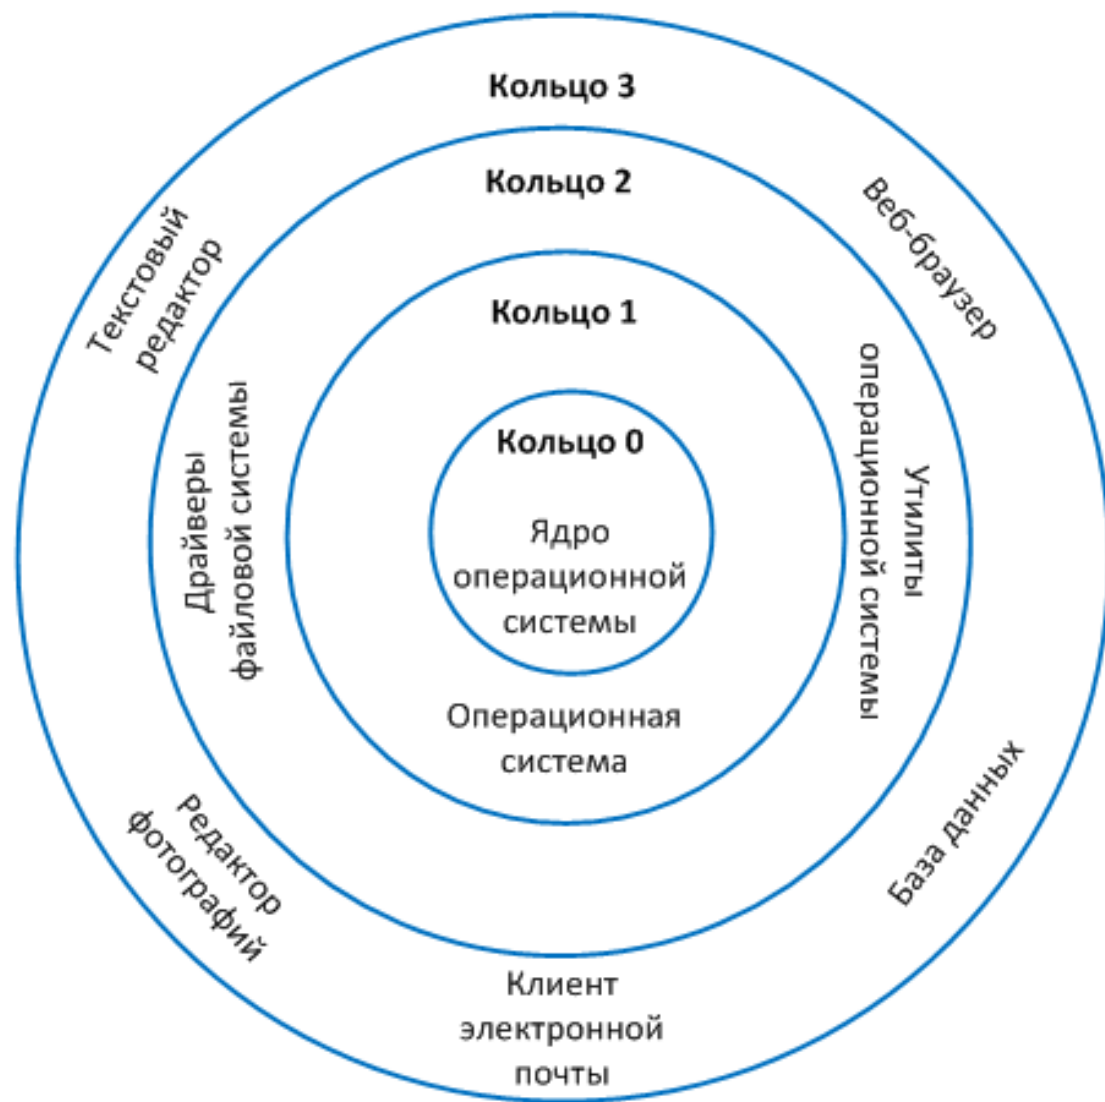 Кольцо 3
Кольцо 2
Кольцо 1
Кольцо 0
Ядро
операционной
системы
Операционная
система
Драйверы
файловой системы
Утилиты
операционной системы
Текстовый
редактор
Веб-браузер
База данных
Редактор
фотографий
Клиент
электронной
почты